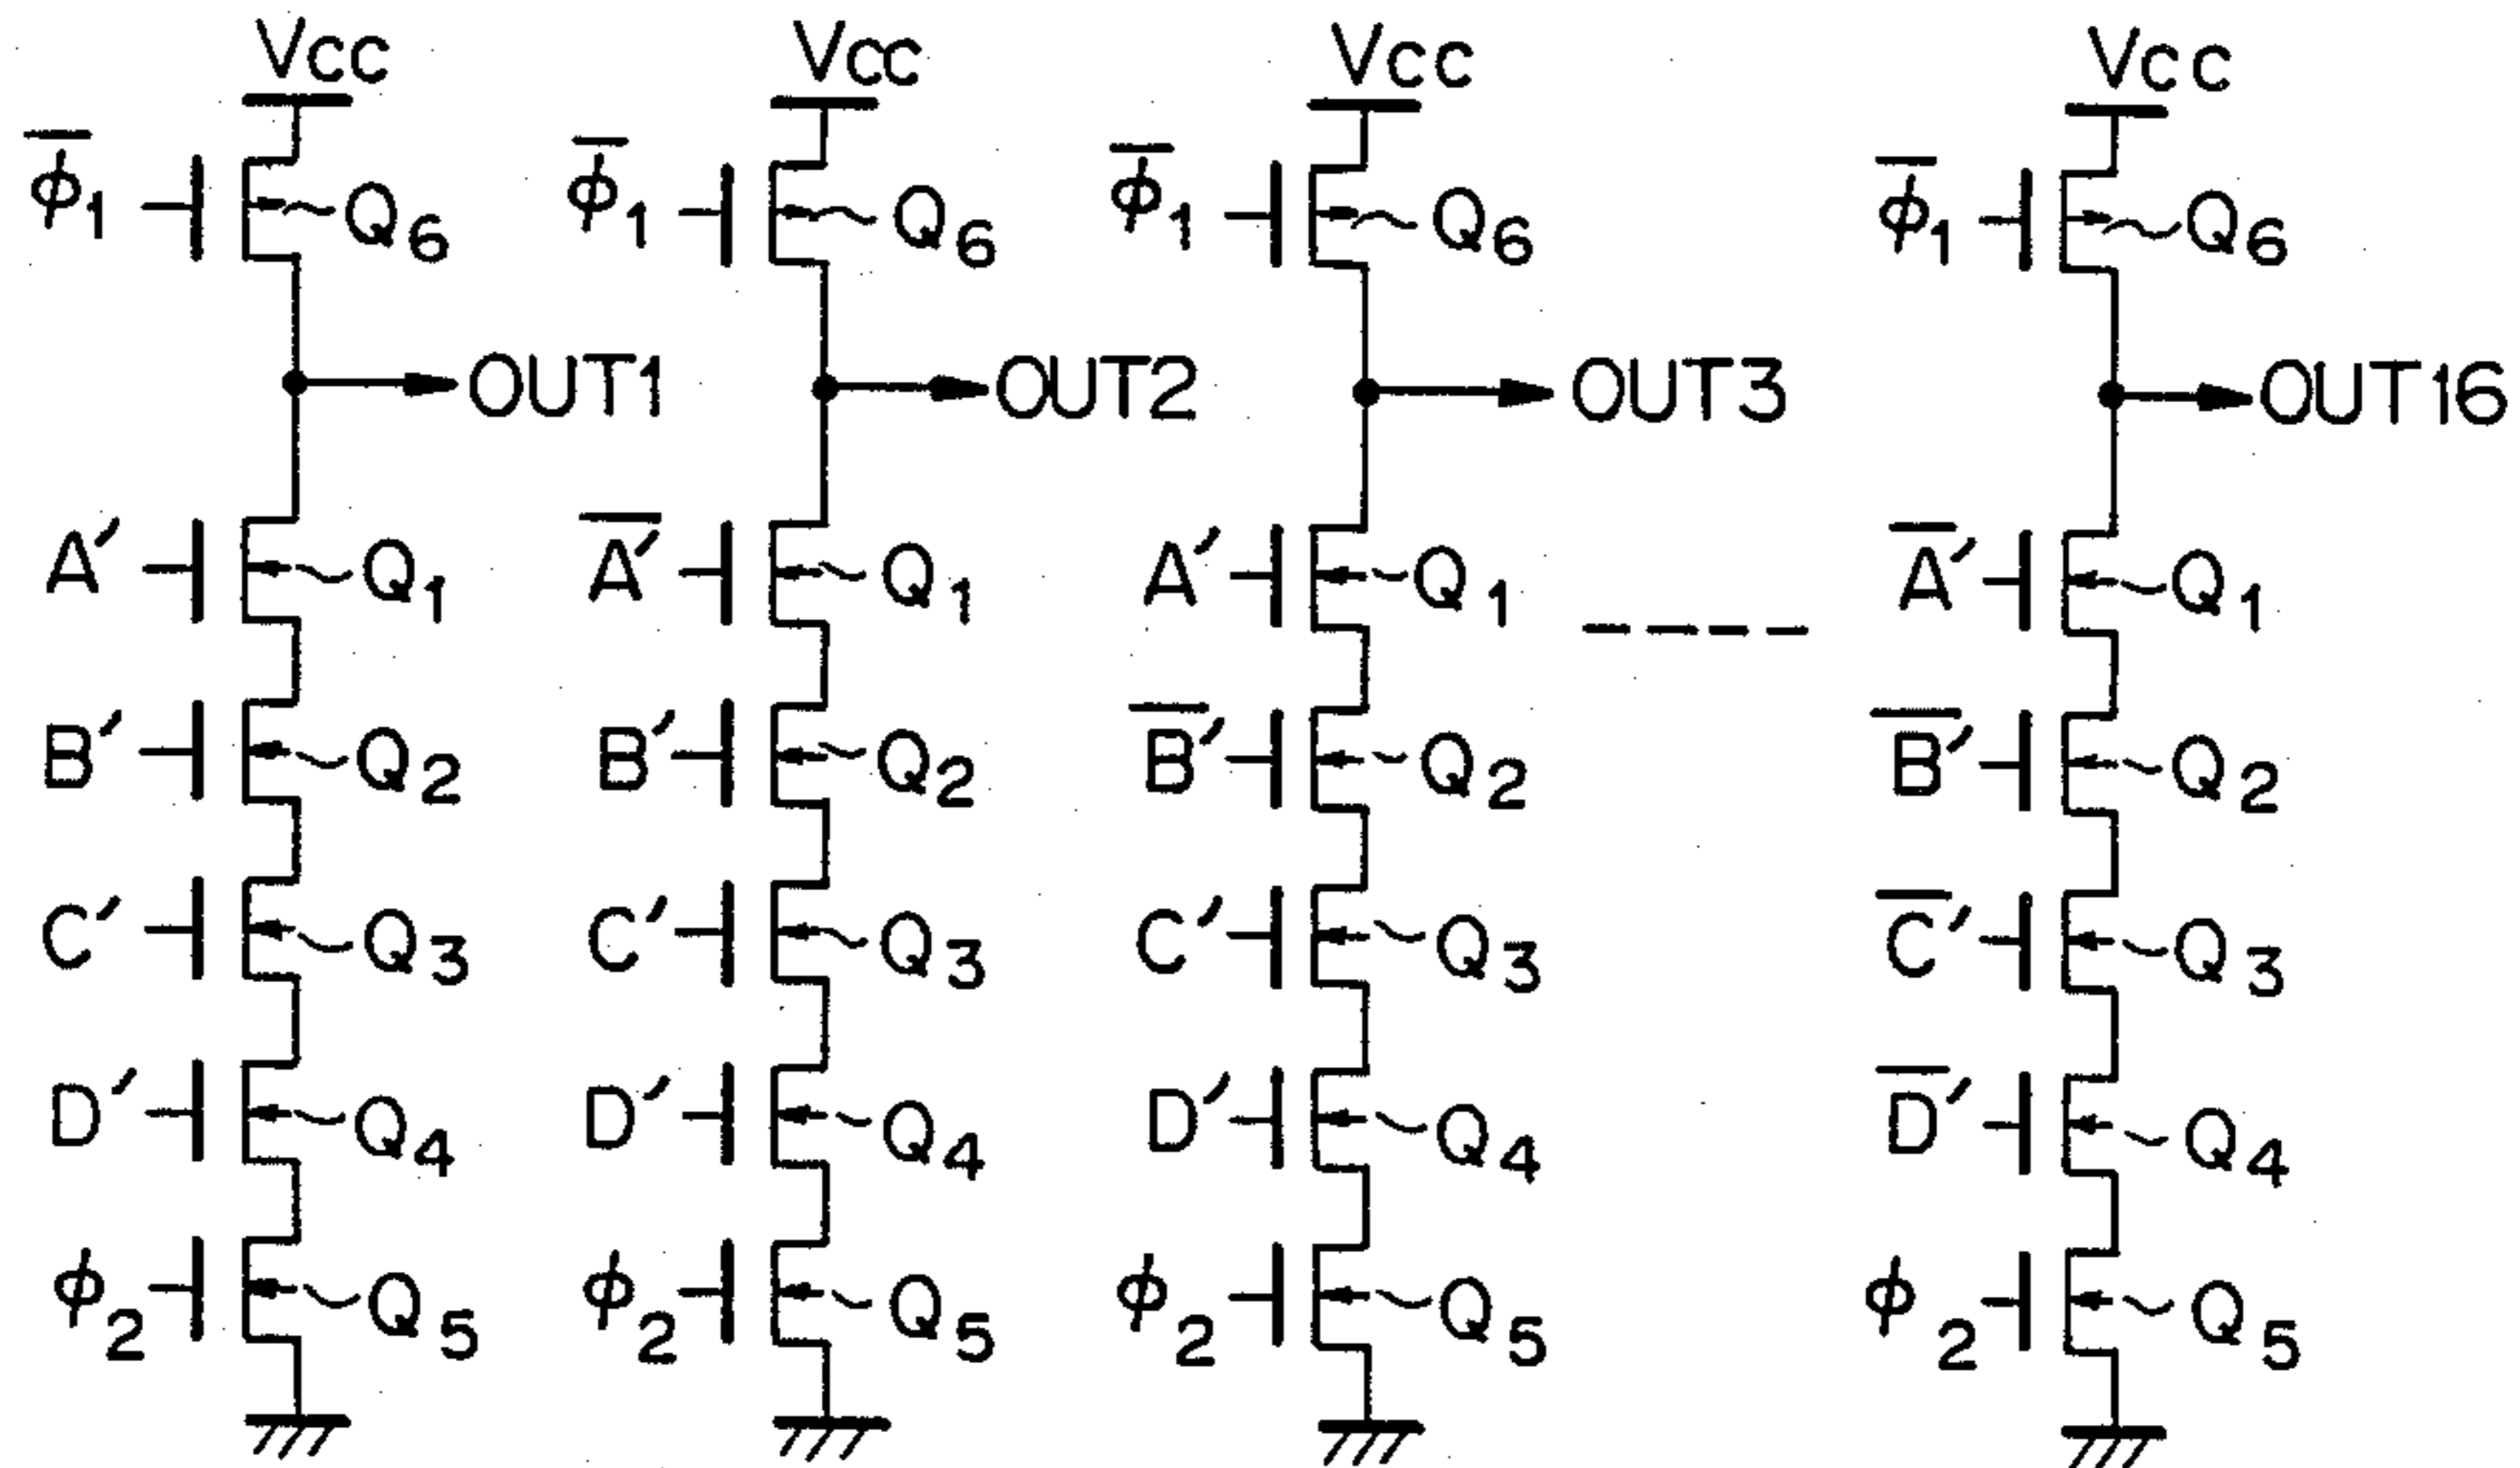 Vcc Vcc Vcc Vcc
ϕ̅₁ Q₆ ϕ̅₁ Q₆ ϕ̅₁ Q₆ ϕ̅₁ Q₆
OUT1 OUT2 OUT3 OUT16
A′ Q₁ A̅′̅ Q₁ A′ Q₁ A̅′ Q₁
B′ Q₂ B′ Q₂ B̅′̅ Q₂ B̅′̅ Q₂
C′ Q₃ C′ Q₃ C′ Q₃ C̅′ Q₃
D′ Q₄ D′ Q₄ D′ Q₄ D̅′̅ Q₄
ϕ₂ Q₅ ϕ₂ Q₅ ϕ₂ Q₅ ϕ₂ Q₅